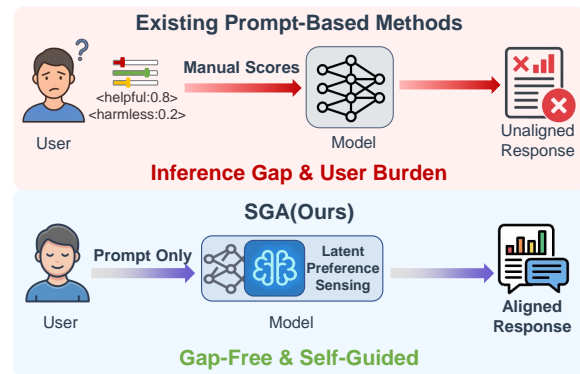 Existing Prompt-Based Methods
?
Manual Scores
<helpful:0.8>
<harmless:0.2>
User
Model
Unaligned
Response
Inference Gap & User Burden
SGA(Ours)
Prompt Only
Latent
Preference
Sensing
User
Model
Aligned
Response
Gap-Free & Self-Guided